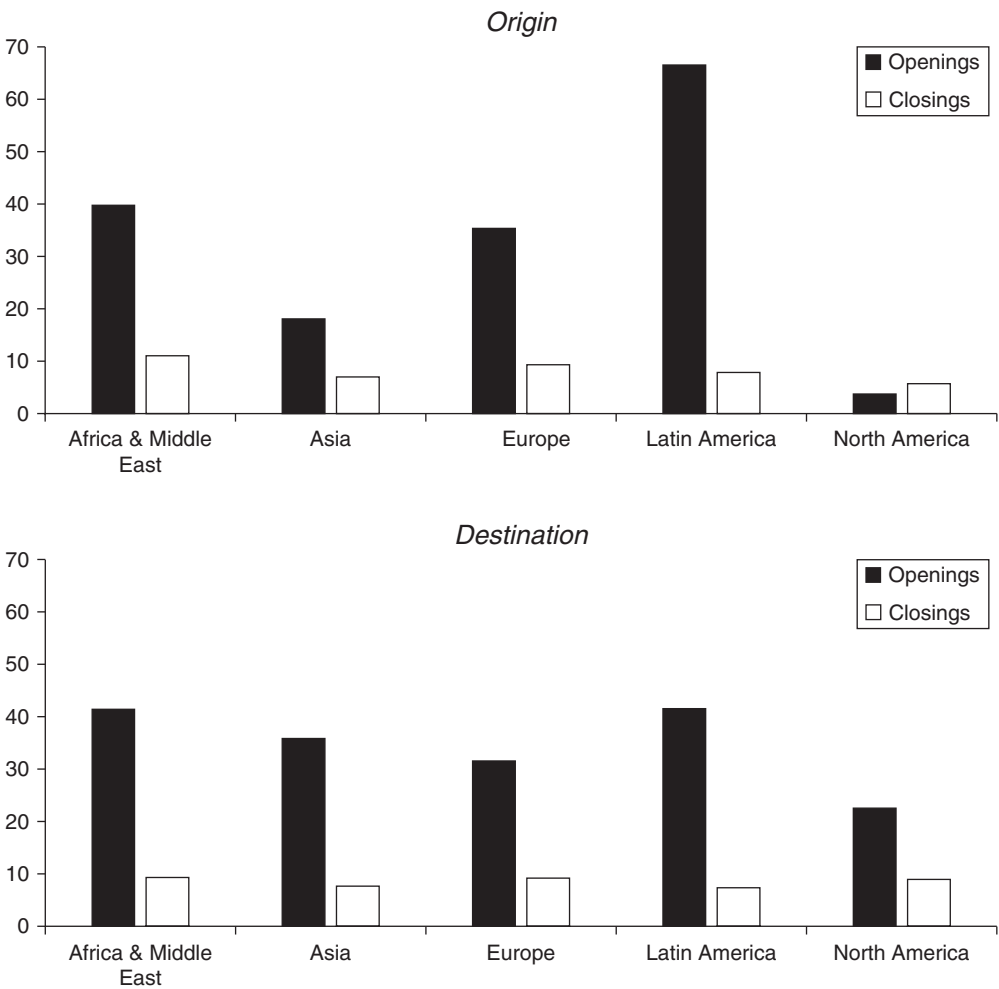 Origin
70
60
50
40
30
20
10
0
Openings
Closings
Africa & Middle
East
Asia
Europe
Latin America
North America
Destination
70
60
50
40
30
20
10
0
Openings
Closings
Africa & Middle
East
Asia
Europe
Latin America
North America